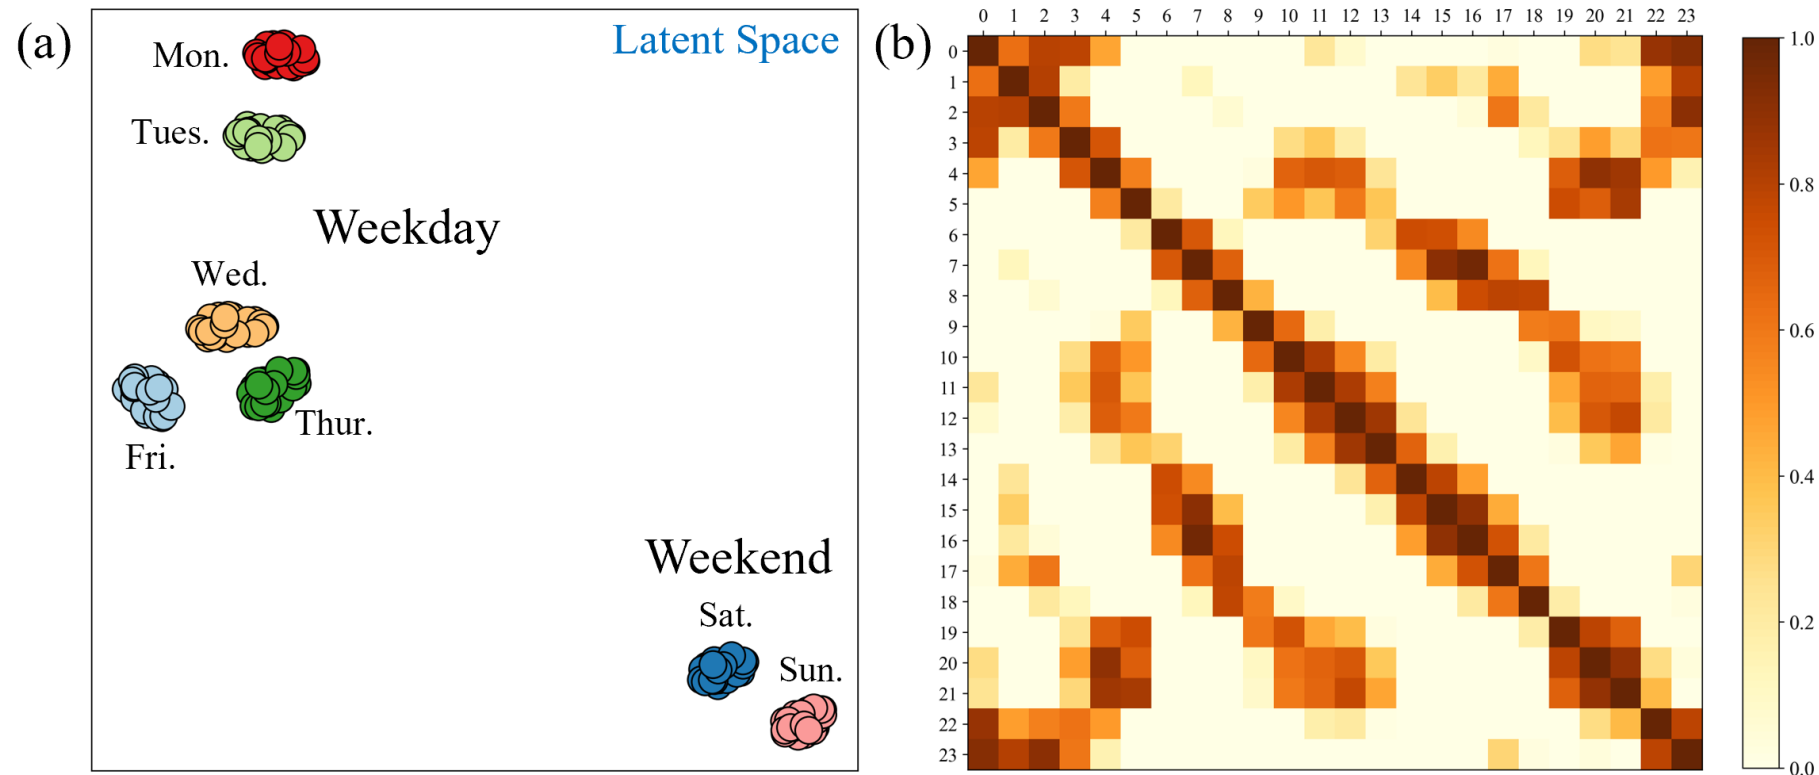 (a)
Latent Space
Mon.
Tues.
Weekday
Wed.
Thur.
Fri.
Weekend
Sat.
Sun.
(b)
0 1 2 3 4 5 6 7 8 9 10 11 12 13 14 15 16 17 18 19 20 21 22 23
0
1
2
3
4
5
6
7
8
9
10
11
12
13
14
15
16
17
18
19
20
21
22
23
1.0
0.8
0.6
0.4
0.2
0.0